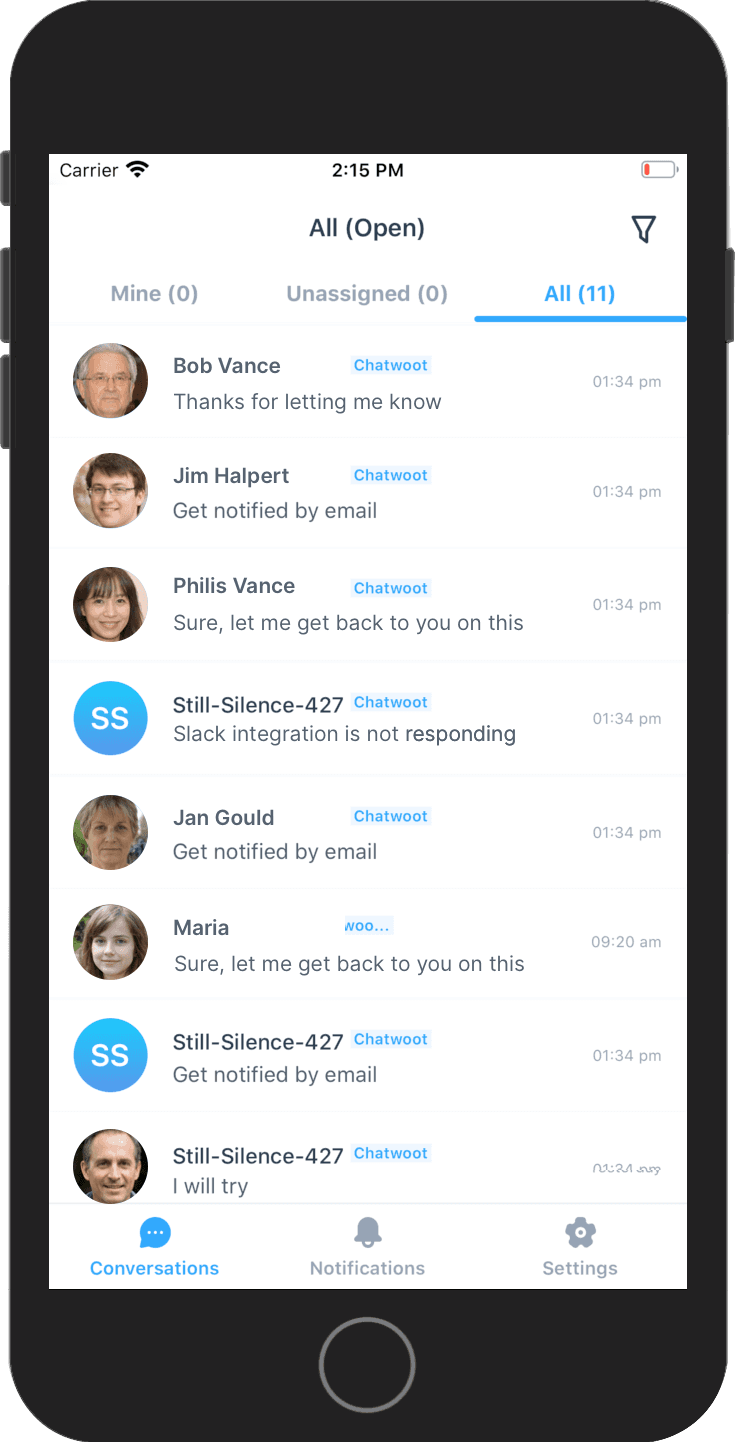 Carrier 2:15 PM
All (Open)
Mine (0) Unassigned (0) All (11)
Bob Vance Chatwoot
Thanks for letting me know 01:34 pm
Jim Halpert Chatwoot
Get notified by email 01:34 pm
Philis Vance Chatwoot
Sure, let me get back to you on this 01:34 pm
Still-Silence-427 Chatwoot
Slack integration is not responding 01:34 pm
Jan Gould Chatwoot
Get notified by email 01:34 pm
Maria woo...
Sure, let me get back to you on this 09:20 am
Still-Silence-427 Chatwoot
Get notified by email 01:34 pm
Still-Silence-427 Chatwoot
I will try
SS
SS
Conversations Notifications Settings